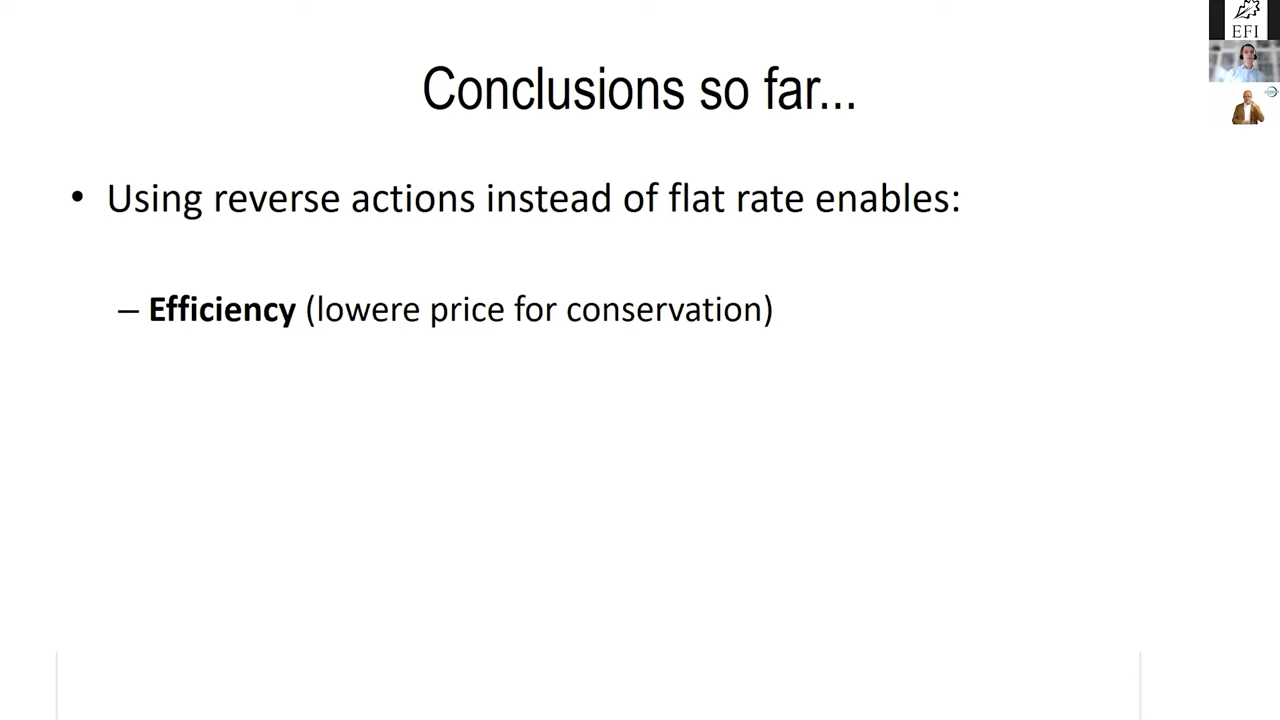 EFI
Conclusions so far...
• Using reverse actions instead of flat rate enables:
– Efficiency (lowere price for conservation)